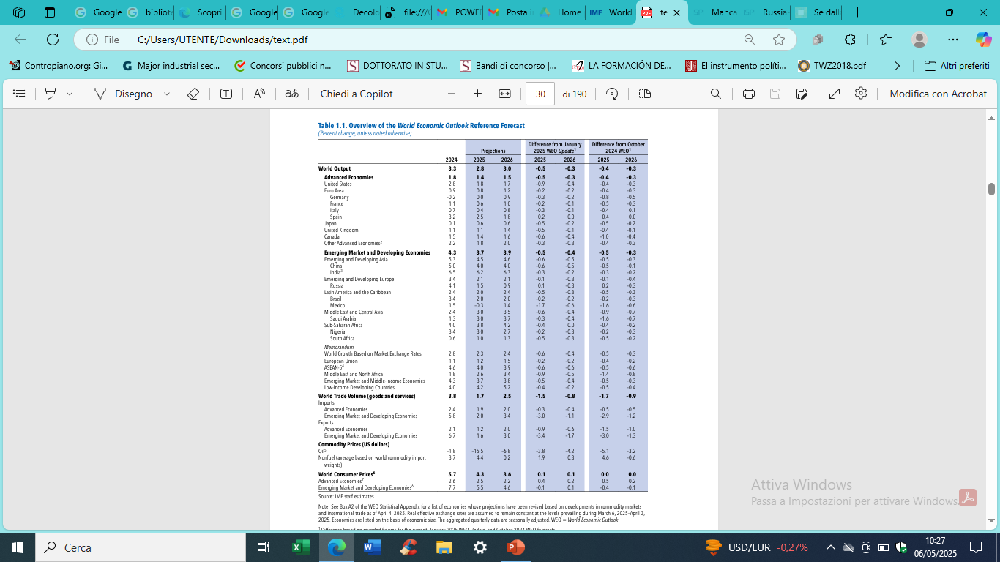 Google
bibliot
Scopri
Google
Googl
Decolo
file:///C
POWE
Posta i
Home
IMF World
te
Manca
Russia-
Se dall
File C:/Users/UTENTE/Downloads/text.pdf
Contropiano.org: Gi...
Major industrial sec...
Concorsi pubblici n...
DOTTORATO IN STU...
Bandi di concorso |...
LA FORMACIÓN DE...
El instrumento políti...
TWZ2018.pdf
Altri preferiti
Disegno
Chiedi a Copilot
30 di 190
Modifica con Acrobat
Table 1.1. Overview of the World Economic Outlook Reference Forecast
(Percent change, unless noted otherwise)
Difference from January Difference from October
Projections 2025 WEO Update¹ 2024 WEO¹
2024 2025 2026 2025 2026 2025 2026
World Output 3.3 2.8 3.0 –0.5 –0.3 –0.4 –0.3
Advanced Economies 1.8 1.4 1.5 –0.5 –0.3 –0.4 –0.3
United States 2.8 1.8 1.7 –0.9 –0.4 –0.4 –0.3
Euro Area 0.9 0.8 1.2 –0.2 –0.2 –0.4 –0.3
Germany –0.2 0.0 0.9 –0.3 –0.2 –0.8 –0.5
France 1.1 0.6 1.0 –0.2 –0.1 –0.5 –0.3
Italy 0.7 0.4 0.8 –0.3 –0.1 –0.4 0.1
Spain 3.2 2.5 1.8 0.2 0.0 0.4 0.0
Japan 0.1 0.6 0.6 –0.5 –0.2 –0.5 –0.2
United Kingdom 1.1 1.1 1.4 –0.5 –0.1 –0.4 –0.1
Canada 1.5 1.4 1.6 –0.6 –0.4 –1.0 –0.4
Other Advanced Economies² 2.2 1.8 2.0 –0.3 –0.3 –0.4 –0.3
Emerging Market and Developing Economies 4.3 3.7 3.9 –0.5 –0.4 –0.5 –0.3
Emerging and Developing Asia 5.3 4.5 4.6 –0.6 –0.5 –0.5 –0.3
China 5.0 4.0 4.0 –0.6 –0.5 –0.5 –0.1
India³ 6.5 6.2 6.3 –0.3 –0.2 –0.3 –0.2
Emerging and Developing Europe 3.4 2.1 2.1 –0.1 –0.3 –0.1 –0.4
Russia 4.1 1.5 0.9 0.1 –0.3 0.2 –0.3
Latin America and the Caribbean 2.4 2.0 2.4 –0.5 –0.3 –0.5 –0.3
Brazil 3.4 2.0 2.0 –0.2 –0.2 –0.2 –0.3
Mexico 1.5 –0.3 1.4 –1.7 –0.6 –1.6 –0.6
Middle East and Central Asia 2.4 3.0 3.5 –0.6 –0.4 –0.9 –0.7
Saudi Arabia 1.3 3.0 3.7 –0.3 –0.4 –1.6 –0.7
Sub-Saharan Africa 4.0 3.8 4.2 –0.4 0.0 –0.4 –0.2
Nigeria 3.4 3.0 2.7 –0.2 –0.3 –0.2 –0.3
South Africa 0.6 1.0 1.3 –0.5 –0.3 –0.5 –0.2
Memorandum
World Growth Based on Market Exchange Rates 2.8 2.3 2.4 –0.6 –0.4 –0.5 –0.3
European Union 1.1 1.2 1.5 –0.2 –0.2 –0.4 –0.2
ASEAN-5⁴ 4.6 4.0 3.9 –0.6 –0.6 –0.5 –0.6
Middle East and North Africa 1.8 2.6 3.4 –0.9 –0.5 –1.4 –0.8
Emerging Market and Middle-Income Economies 4.3 3.7 3.8 –0.5 –0.4 –0.5 –0.3
Low-Income Developing Countries 4.0 4.2 5.2 –0.4 –0.2 –0.5 –0.4
World Trade Volume (goods and services) 3.8 1.7 2.5 –1.5 –0.8 –1.7 –0.9
Imports
Advanced Economies 2.4 1.9 2.0 –0.3 –0.4 –0.5 –0.5
Emerging Market and Developing Economies 5.8 2.0 3.4 –3.0 –1.1 –2.9 –1.2
Exports
Advanced Economies 2.1 1.2 2.0 –0.9 –0.6 –1.5 –1.0
Emerging Market and Developing Economies 6.7 1.6 3.0 –3.4 –1.7 –3.0 –1.3
Commodity Prices (US dollars)
Oil⁵ –1.8 –15.5 –6.8 –3.8 –4.2 –5.1 –3.2
Nonfuel (average based on world commodity import 3.7 4.4 0.2 1.9 0.3 4.6 –0.6
weights)
World Consumer Prices⁶ 5.7 4.3 3.6 0.1 0.1 0.0 0.0
Advanced Economies⁷ 2.6 2.5 2.2 0.4 0.2 0.5 0.2
Emerging Market and Developing Economies⁶ 7.7 5.5 4.6 –0.1 0.1 –0.4 –0.1
Source: IMF staff estimates.
Note: See Box A2 of the WEO Statistical Appendix for a list of economies whose projections have been revised based on developments in commodity markets
and international trade as of April 4, 2025. Real effective exchange rates are assumed to remain constant at the levels prevailing during March 6, 2025–April 3,
2025. Economies are listed on the basis of economic size. The aggregated quarterly data are seasonally adjusted. WEO = World Economic Outlook.
Attiva Windows
Passa a Impostazioni per attivare Windows.
Cerca
USD/EUR -0,27%
10:27
06/05/2025